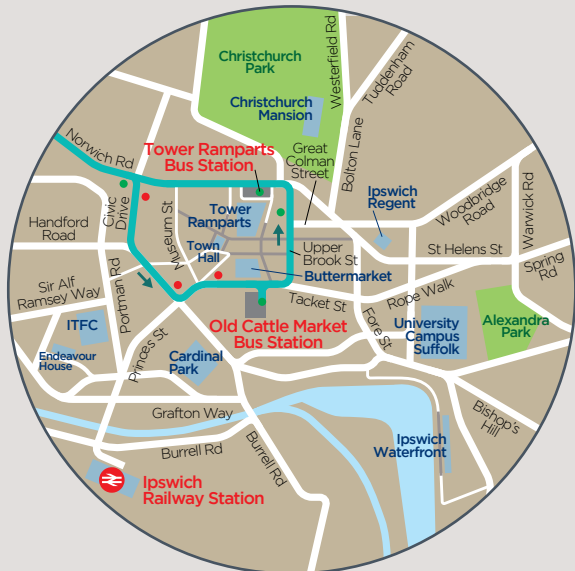 Christchurch
Park
Westerfield Rd
Tuddenham
Road
Christchurch
Mansion
Norwich Rd
Tower Ramparts
Bus Station
Great
Colman
Street
Bolton Lane
Ipswich
Regent
Woodbridge
Road
Warwick Rd
Civic
Drive
Handford
Road
Museum St
Tower
Ramparts
Town
Hall
Upper
Brook St
St Helens St
Spring
Rd
Buttermarket
Sir Alf
Ramsey Way
Portman Rd
Tacket St
Rope Walk
Old Cattle Market
Bus Station
Fore St
University
Campus
Suffolk
Alexandra
Park
ITFC
Endeavour
House
Princes St
Cardinal
Park
Grafton Way
Bishop's
Hill
Burrell Rd
Burrell Rd
Ipswich
Waterfront
Ipswich
Railway Station